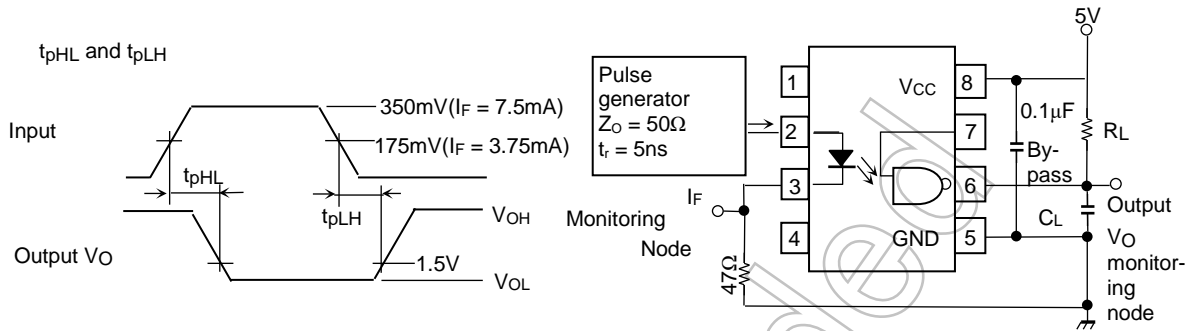 tpHL and tpLH
Input
350mV(IF = 7.5mA)
175mV(IF = 3.75mA)
tpHL
tpLH
VOH
Output VO
1.5V
VOL
Pulse
generator
ZO = 50Ω
tr = 5ns
IF
Monitoring
Node
47Ω
1
2
3
4
VCC
GND
8
7
6
5
5V
0.1μF
By-
pass
RL
CL
Output
VO
monitor-
ing
node